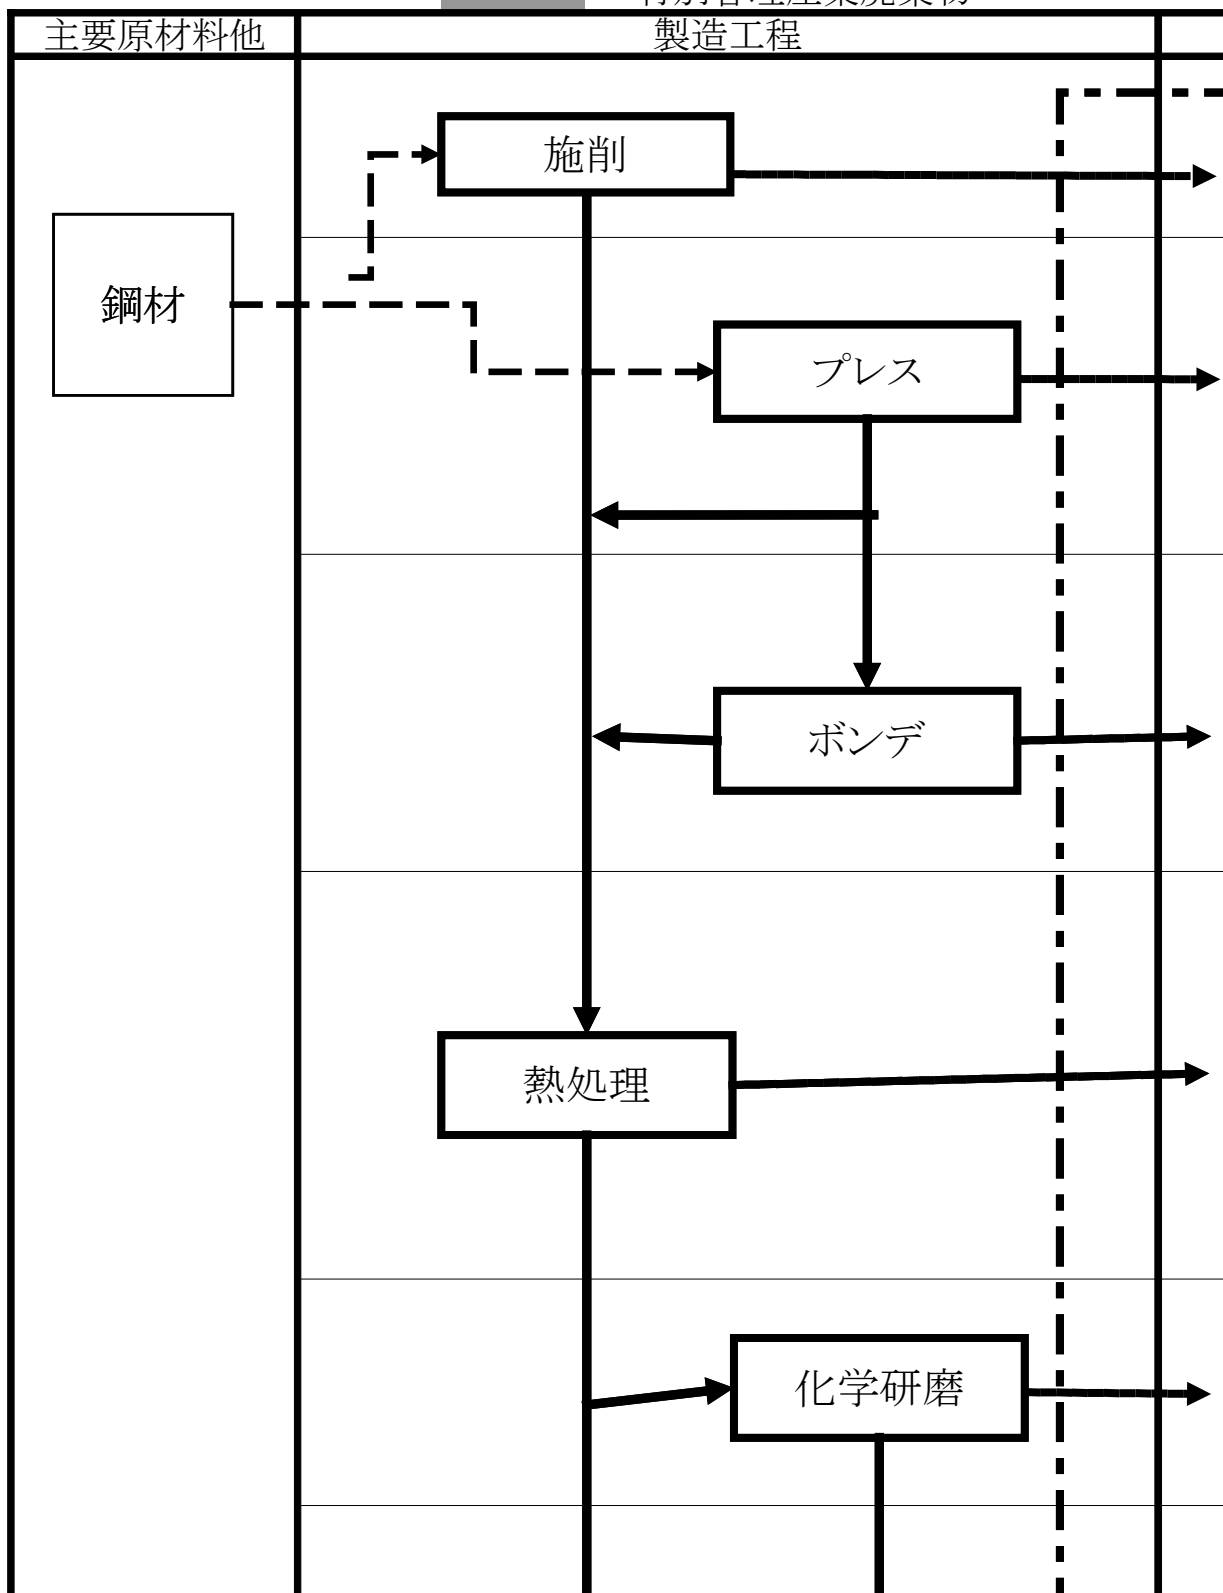 主要原材料他
製造工程
施削
鋼材
プレス
ボンデ
熱処理
化学研磨